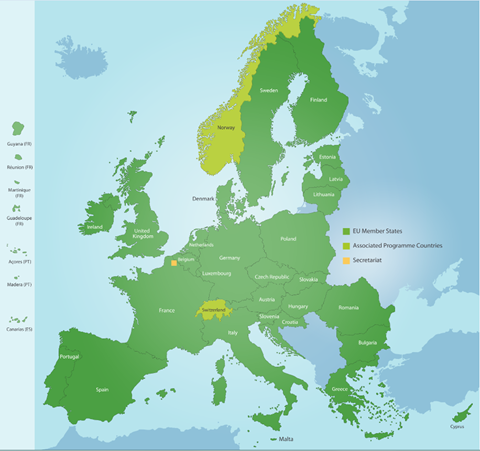 Guyana (FR)
Réunion (FR)
Martinique
(FR)
Guadeloupe
(FR)
Açores (PT)
Madeira (PT)
Canarias (ES)
Sweden
Finland
Norway
Estonia
Latvia
Lithuania
Denmark
Ireland
United
Kingdom
Netherlands
Belgium
Germany
Poland
Luxembourg
Czech Republic
Slovakia
France
Switzerland
Austria
Hungary
Slovenia
Croatia
Romania
Italy
Bulgaria
Portugal
Spain
Greece
Malta
Cyprus
EU Member States
Associated Programme Countries
Secretariat